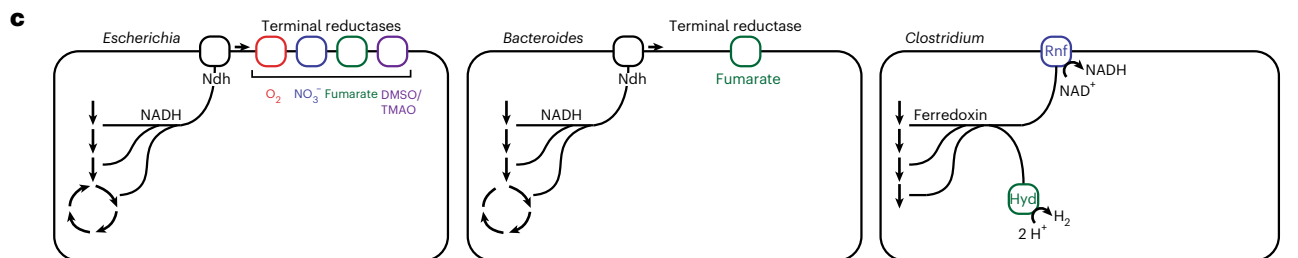 c
Escherichia
Terminal reductases
Ndh
O2
NO3− Fumarate DMSO/
TMAO
NADH
Bacteroides
Terminal reductase
Ndh
Fumarate
NADH
Clostridium
Rnf
NADH
NAD+
Ferredoxin
Hyd
H2
2 H+